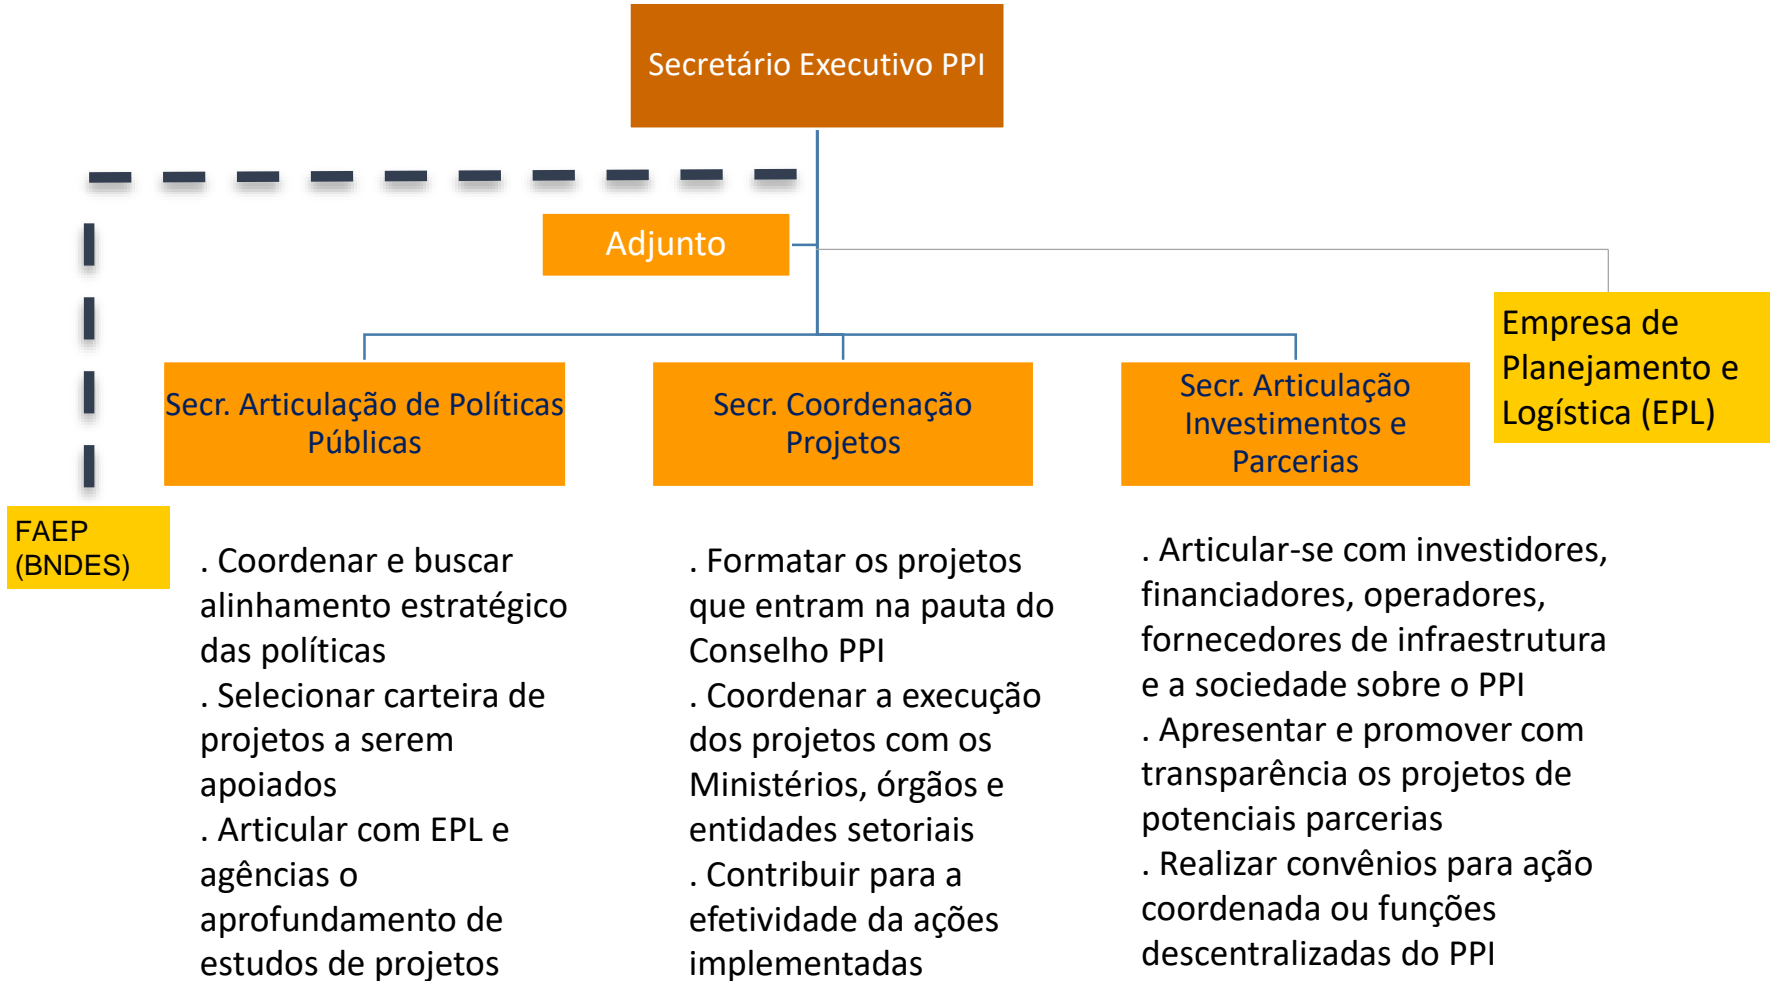 Secretário Executivo PPI
Adjunto
Empresa de
Planejamento e
Logística (EPL)
Secr. Articulação de Políticas
Públicas
Secr. Coordenação
Projetos
Secr. Articulação
Investimentos e
Parcerias
FAEP
(BNDES)
. Coordenar e buscar
alinhamento estratégico
das políticas
. Selecionar carteira de
projetos a serem
apoiados
. Articular com EPL e
agências o
aprofundamento de
estudos de projetos
. Formatar os projetos
que entram na pauta do
Conselho PPI
. Coordenar a execução
dos projetos com os
Ministérios, órgãos e
entidades setoriais
. Contribuir para a
efetividade da ações
implementadas
. Articular-se com investidores,
financiadores, operadores,
fornecedores de infraestrutura
e a sociedade sobre o PPI
. Apresentar e promover com
transparência os projetos de
potenciais parcerias
. Realizar convênios para ação
coordenada ou funções
descentralizadas do PPI